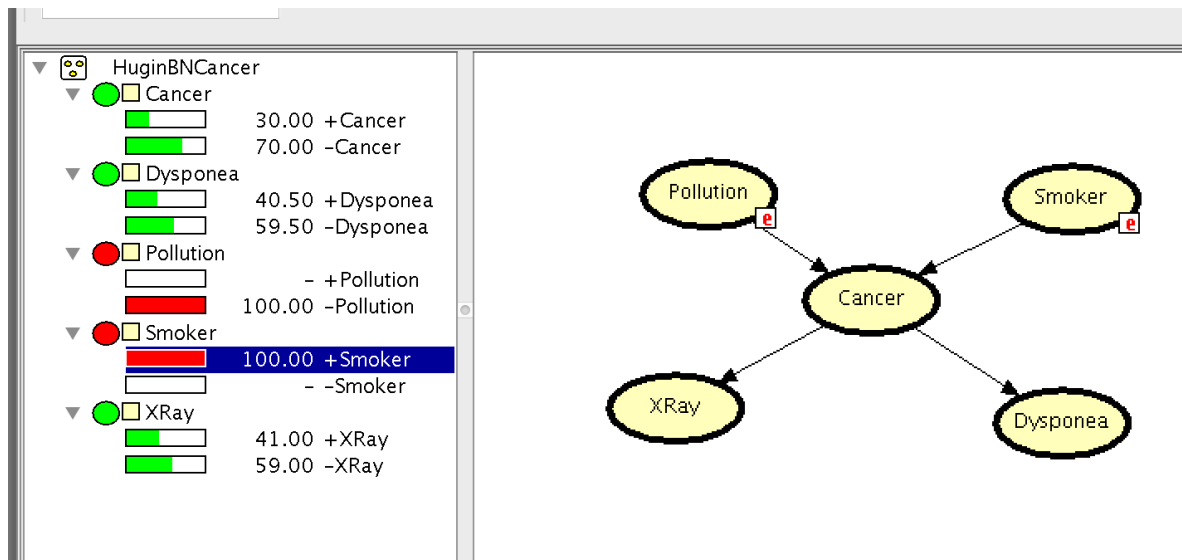 HuginBNCancer
Cancer
30.00 +Cancer
70.00 -Cancer
Dysponea
40.50 +Dysponea
59.50 -Dysponea
Pollution
- +Pollution
100.00 -Pollution
Smoker
100.00 +Smoker
- -Smoker
XRay
41.00 +XRay
59.00 -XRay
Pollution
e
Smoker
e
Cancer
XRay
Dysponea